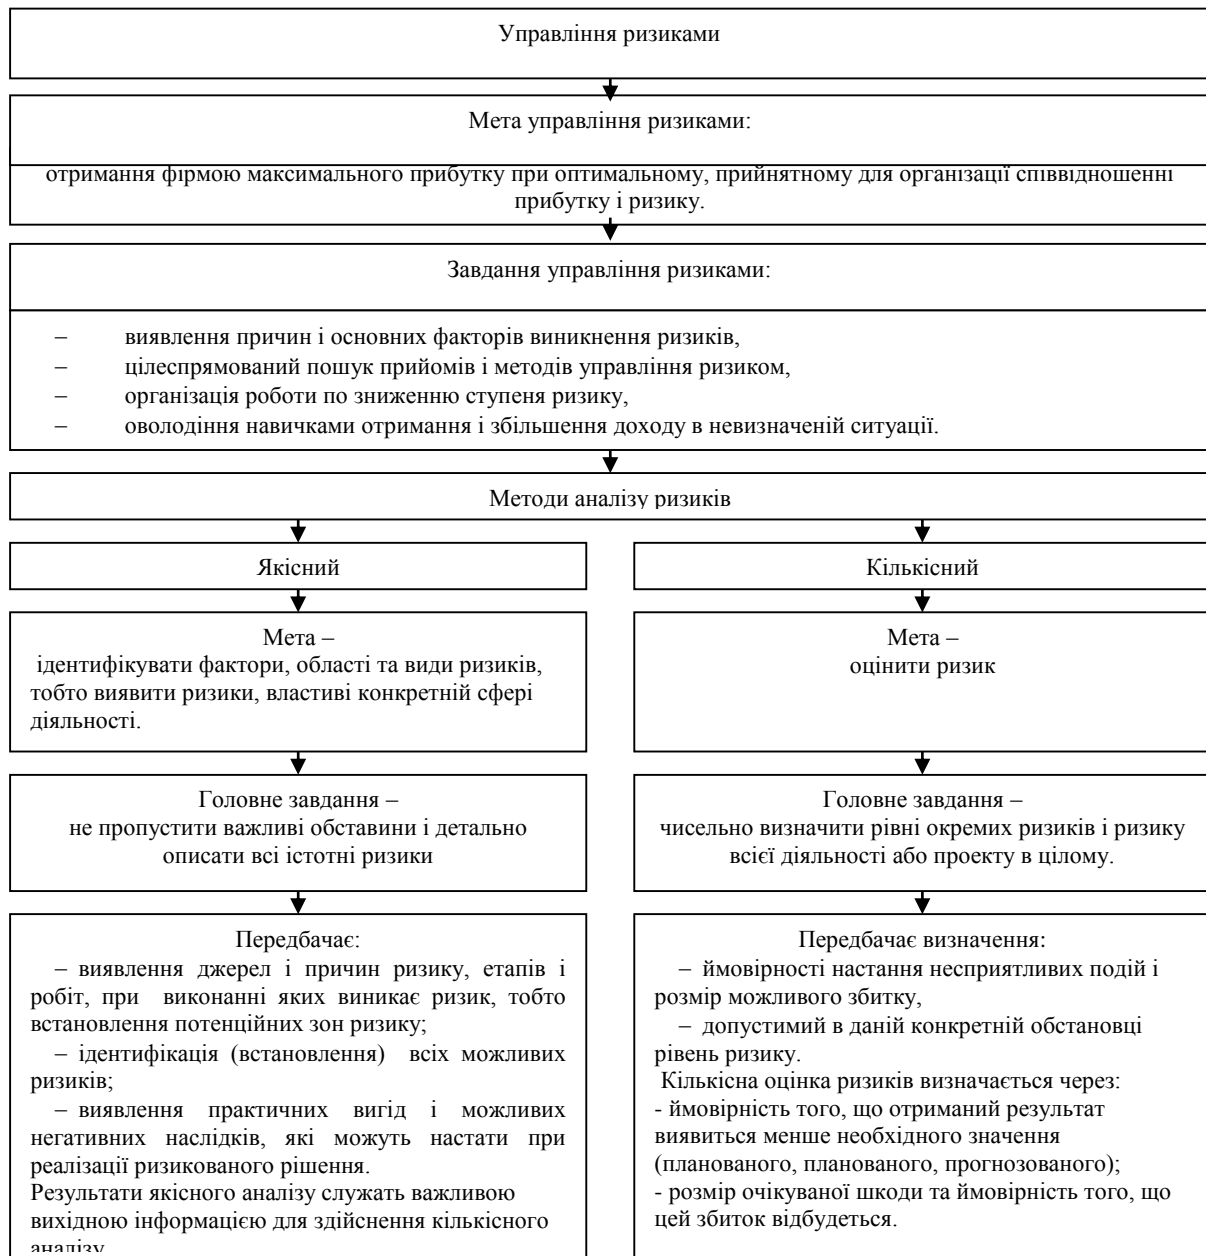 Управління ризиками
Мета управління ризиками:
отримання фірмою максимального прибутку при оптимальному, прийнятному для організації співвідношенні
прибутку і ризику.
Завдання управління ризиками:
– виявлення причин і основних факторів виникнення ризиків,
– цілеспрямований пошук прийомів і методів управління ризиком,
– організація роботи по зниженню ступеня ризику,
– оволодіння навичками отримання і збільшення доходу в невизначеній ситуації.
Методи аналізу ризиків
Якісний
Мета –
ідентифікувати фактори, області та види ризиків,
тобто виявити ризики, властиві конкретній сфері
діяльності.
Головне завдання –
не пропустити важливі обставини і детально
описати всі істотні ризики
Передбачає:
– виявлення джерел і причин ризику, етапів і
робіт, при виконанні яких виникає ризик, тобто
встановлення потенційних зон ризику;
– ідентифікація (встановлення) всіх можливих
ризиків;
– виявлення практичних вигід і можливих
негативних наслідків, які можуть настати при
реалізації ризикованого рішення.
Результати якісного аналізу служать важливою
вихідною інформацією для здійснення кількісного
аналізу
Кількісний
Мета –
оцінити ризик
Головне завдання –
чисельно визначити рівні окремих ризиків і ризику
всієї діяльності або проекту в цілому.
Передбачає визначення:
– ймовірності настання несприятливих подій і
розмір можливого збитку,
– допустимий в даній конкретній обстановці
рівень ризику.
Кількісна оцінка ризиків визначається через:
- ймовірність того, що отриманий результат
виявиться менше необхідного значення
(планованого, планованого, прогнозованого);
- розмір очікуваної шкоди та ймовірність того, що
цей збиток відбудеться.